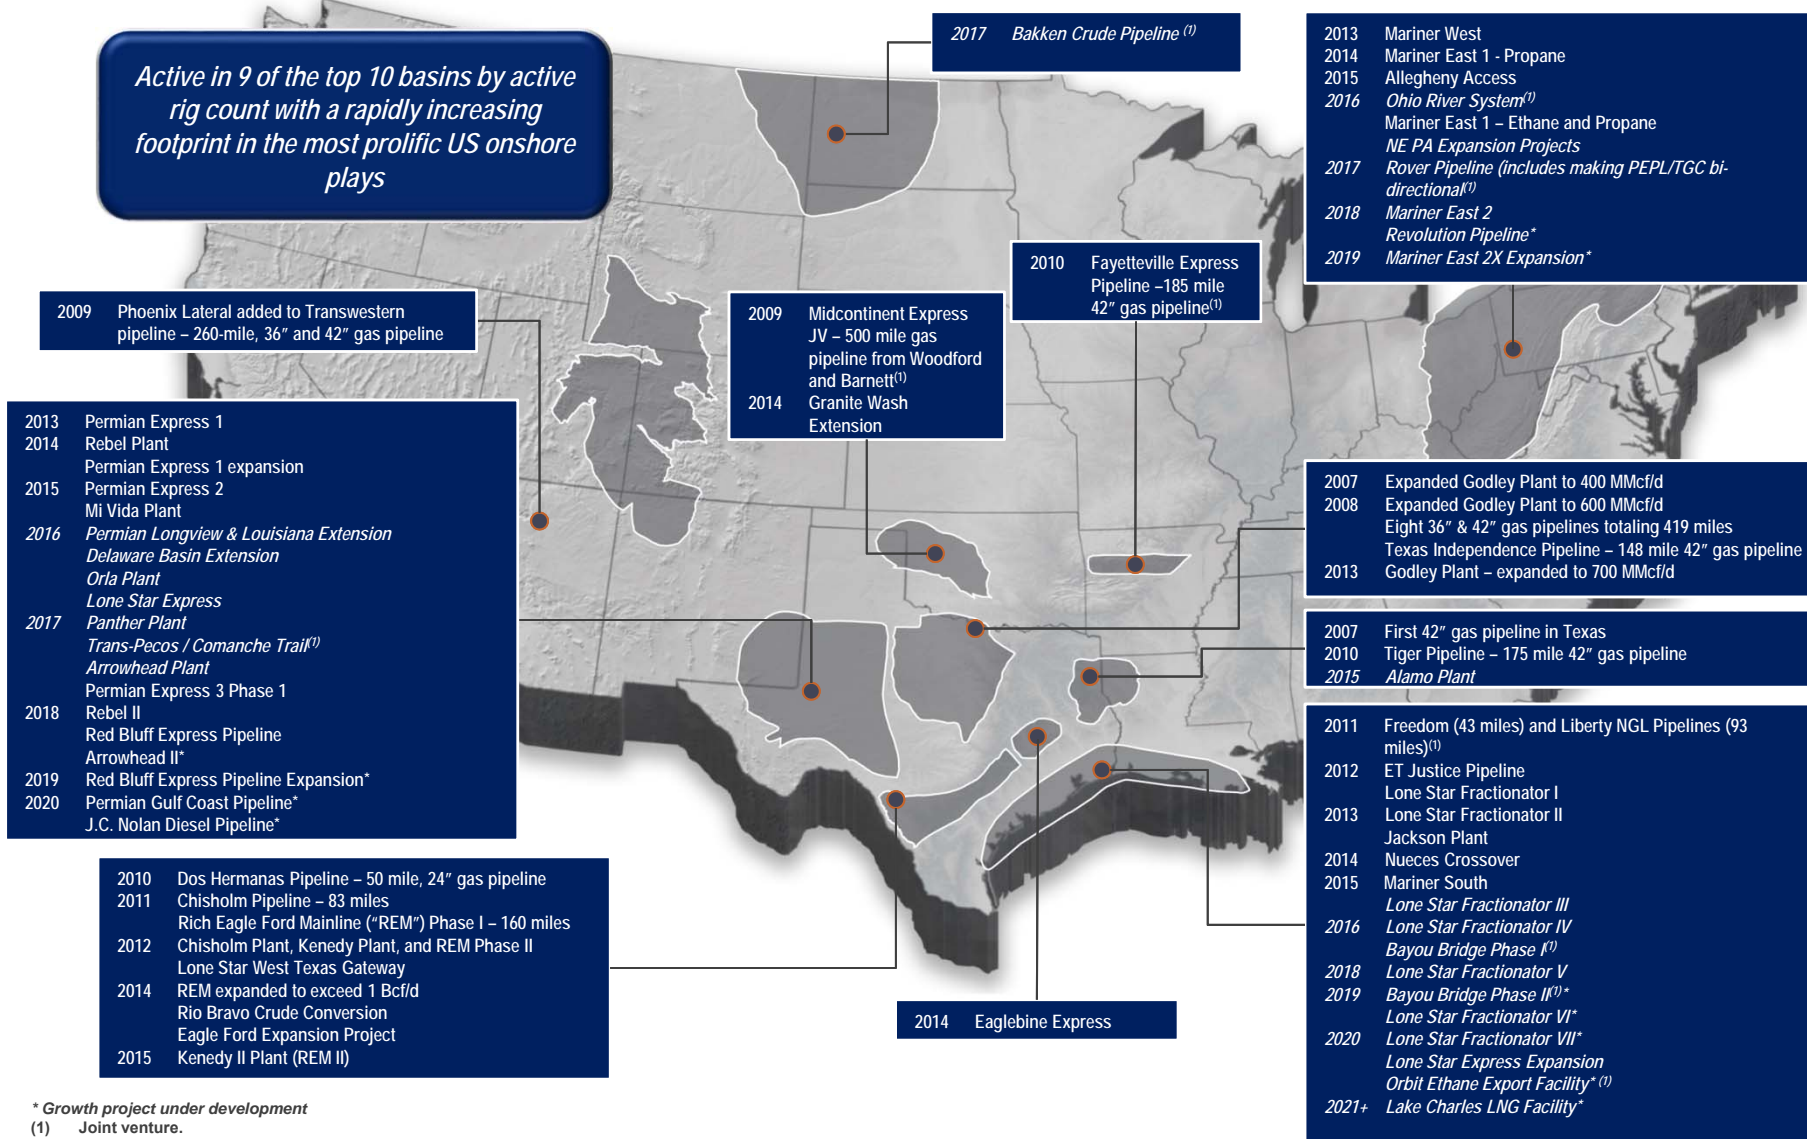 Active in 9 of the top 10 basins by active
rig count with a rapidly increasing
footprint in the most prolific US onshore
plays
2017 Bakken Crude Pipeline (1)
2013 Mariner West
2014 Mariner East 1 - Propane
2015 Allegheny Access
2016 Ohio River System(1)
Mariner East 1 – Ethane and Propane
NE PA Expansion Projects
2017 Rover Pipeline (includes making PEPL/TGC bi-
directional(1)
2018 Mariner East 2
Revolution Pipeline*
2019 Mariner East 2X Expansion*
2010 Fayetteville Express
Pipeline –185 mile
42” gas pipeline(1)
2009 Phoenix Lateral added to Transwestern
pipeline – 260-mile, 36” and 42” gas pipeline
2009 Midcontinent Express
JV – 500 mile gas
pipeline from Woodford
and Barnett(1)
2014 Granite Wash
Extension
2013 Permian Express 1
2014 Rebel Plant
Permian Express 1 expansion
2015 Permian Express 2
Mi Vida Plant
2016 Permian Longview & Louisiana Extension
Delaware Basin Extension
Orla Plant
Lone Star Express
2017 Panther Plant
Trans-Pecos / Comanche Trail(1)
Arrowhead Plant
Permian Express 3 Phase 1
2018 Rebel II
Red Bluff Express Pipeline
Arrowhead II*
2019 Red Bluff Express Pipeline Expansion*
2020 Permian Gulf Coast Pipeline*
J.C. Nolan Diesel Pipeline*
2007 Expanded Godley Plant to 400 MMcf/d
2008 Expanded Godley Plant to 600 MMcf/d
Eight 36” & 42” gas pipelines totaling 419 miles
Texas Independence Pipeline – 148 mile 42” gas pipeline
2013 Godley Plant – expanded to 700 MMcf/d
2007 First 42” gas pipeline in Texas
2010 Tiger Pipeline – 175 mile 42” gas pipeline
2015 Alamo Plant
2011 Freedom (43 miles) and Liberty NGL Pipelines (93
miles)(1)
2012 ET Justice Pipeline
Lone Star Fractionator I
2013 Lone Star Fractionator II
Jackson Plant
2014 Nueces Crossover
2015 Mariner South
Lone Star Fractionator III
2016 Lone Star Fractionator IV
Bayou Bridge Phase I(1)
2018 Lone Star Fractionator V
2019 Bayou Bridge Phase II(1)*
Lone Star Fractionator VI*
2020 Lone Star Fractionator VII*
Lone Star Express Expansion
Orbit Ethane Export Facility* (1)
2021+ Lake Charles LNG Facility*
2010 Dos Hermanas Pipeline – 50 mile, 24” gas pipeline
2011 Chisholm Pipeline – 83 miles
Rich Eagle Ford Mainline (“REM”) Phase I – 160 miles
2012 Chisholm Plant, Kenedy Plant, and REM Phase II
Lone Star West Texas Gateway
2014 REM expanded to exceed 1 Bcf/d
Rio Bravo Crude Conversion
Eagle Ford Expansion Project
2015 Kenedy II Plant (REM II)
2014 Eaglebine Express
* Growth project under development
(1) Joint venture.